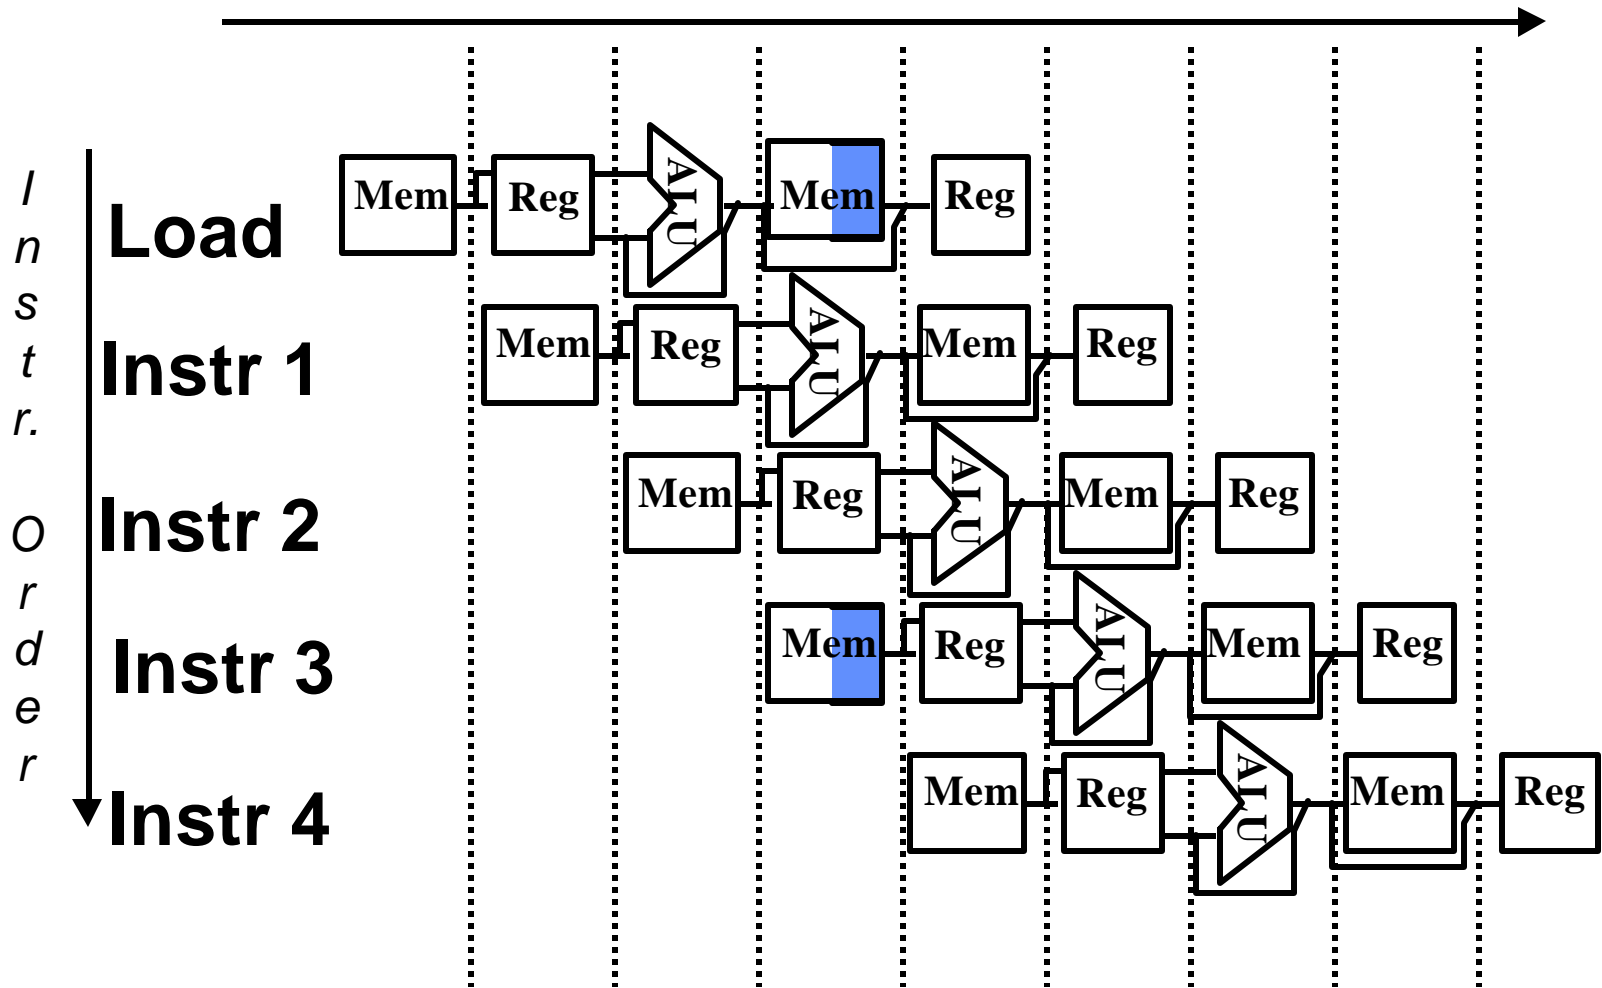 Instr. Order
Load Mem Reg ALU Mem Reg
Instr 1 Mem Reg ALU Mem Reg
Instr 2 Mem Reg ALU Mem Reg
Instr 3 Mem Reg ALU Mem Reg
Instr 4 Mem Reg ALU Mem Reg